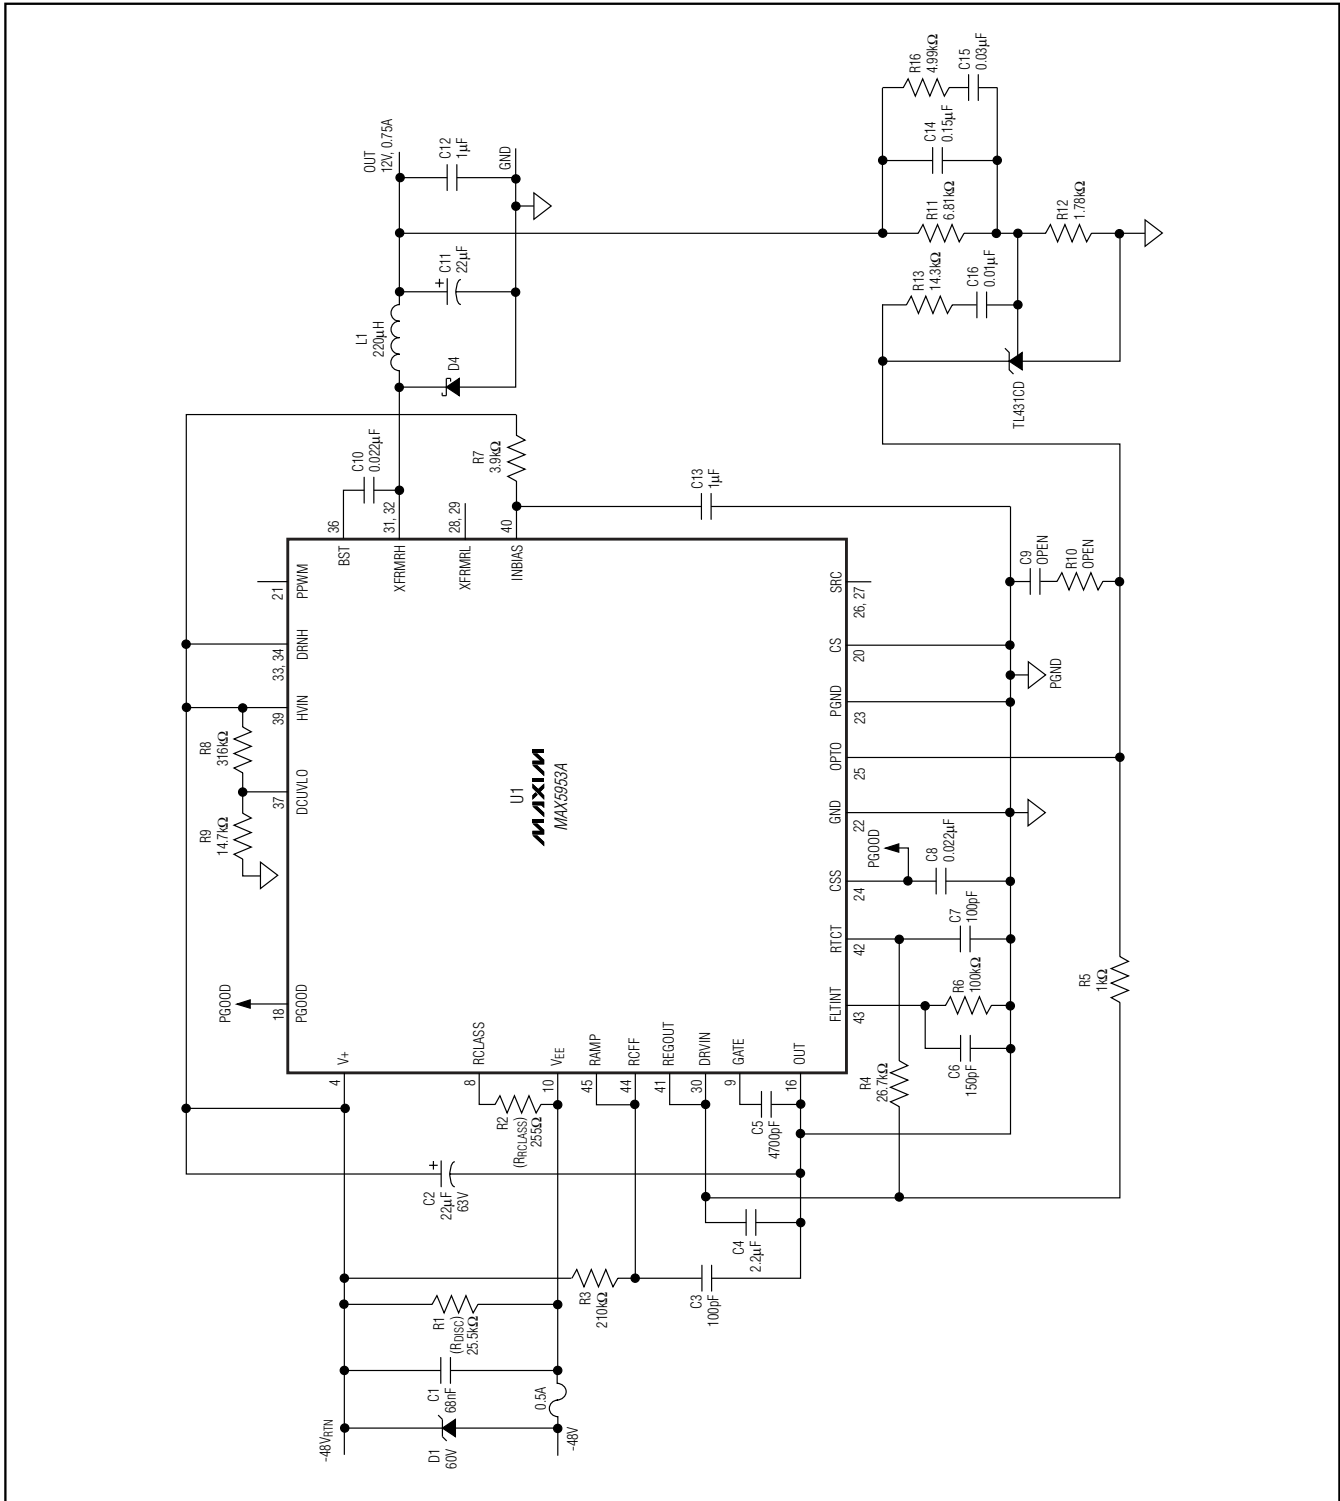 R16
4.99kΩ
C15
0.03µF
C14
0.15µF
R11
6.81kΩ
R12
1.78kΩ
R13
14.3kΩ
C16
0.01µF
TL431CD
OUT
12V, 0.75A
C12
1µF
GND
C11
22µF
+
L1
220µH
D4
C10
0.022µF
R7
3.9kΩ
C13
1µF
36
31, 32
28, 29
40
BST
XFRMRH
XFRMRL
INBIAS
21
PPWM
33, 34
DRNH
39
HVIN
37
DCUVLO
18
PGOOD
PGOOD
R8
316kΩ
R9
14.7kΩ
U1
MAXIM
MAX5953A
SRC
26, 27
CS
20
PGND
23
OPTO
25
GND
22
CSS
24
RTCT
42
FLTINT
43
C9
OPEN
R10
OPEN
PGND
PGOOD
C8
0.022µF
C7
100pF
R6
100kΩ
C6
150pF
R5
1kΩ
R4
26.7kΩ
V+
4
RCLASS
8
VEE
10
RAMP
45
RCFF
44
REGOUT
41
DRVIN
30
GATE
9
OUT
16
R2
(RRCLASS)
255Ω
C5
4700pF
C2
22µF
63V
+
C4
2.2µF
R3
210kΩ
C3
100pF
R1
(RDISC)
25.5kΩ
C1
68nF
0.5A
-48VRTN
D1
60V
-48V